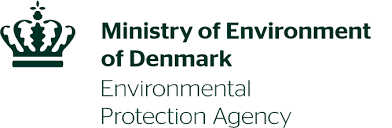 Ministry of Environment
of Denmark
Environmental
Protection Agency